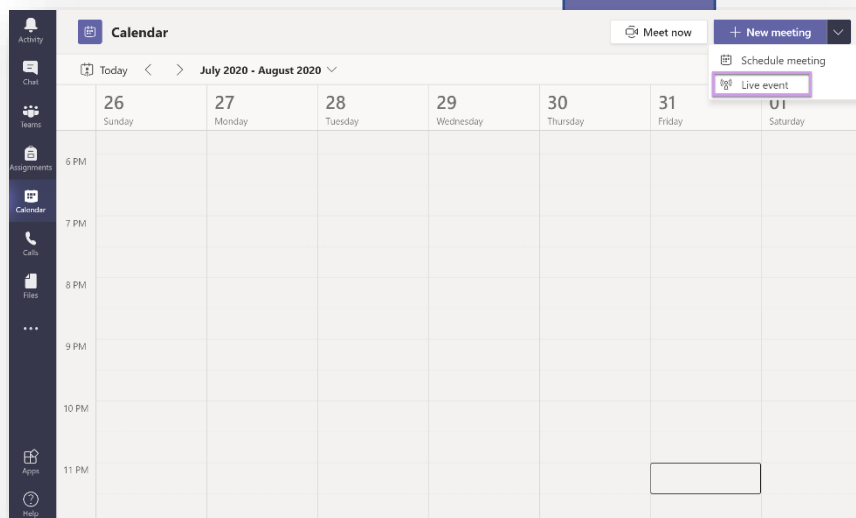 Activity
Chat
Teams
Assignments
Calendar
Calls
Files
...
Apps
Help
Calendar
Meet now
+ New meeting
Schedule meeting
Live event
Today
July 2020 - August 2020
26
Sunday
27
Monday
28
Tuesday
29
Wednesday
30
Thursday
31
Friday
01
Saturday
6 PM
7 PM
8 PM
9 PM
10 PM
11 PM